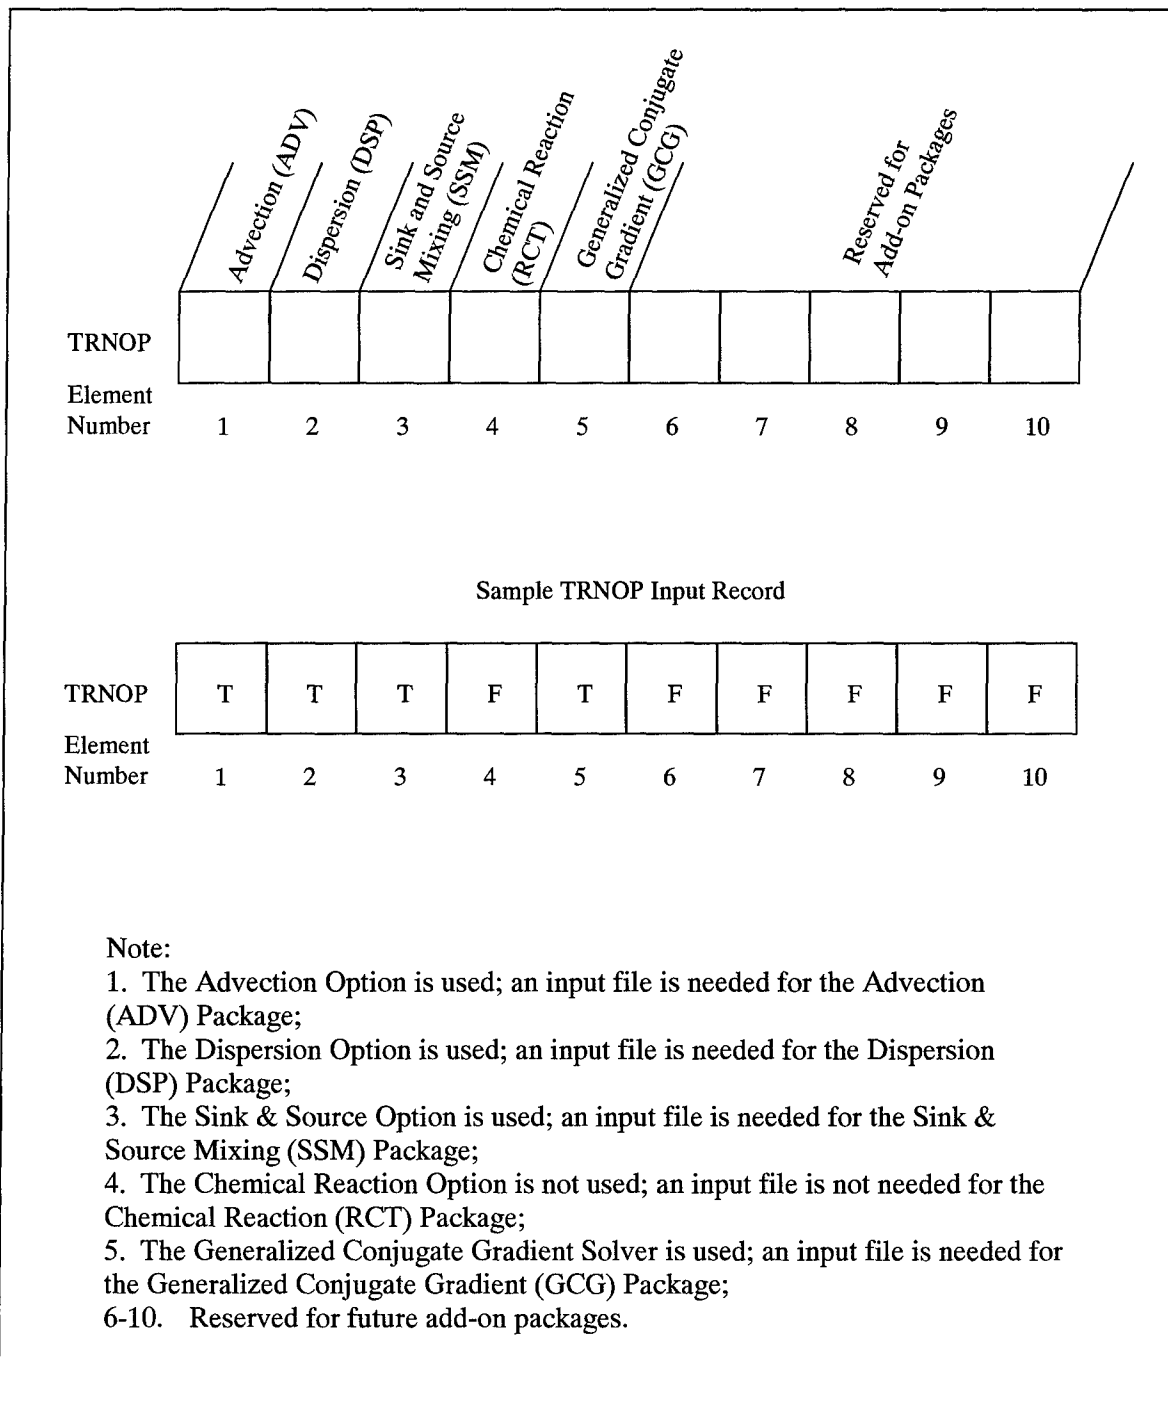 Advection (ADV)
Dispersion (DSP)
Sink and Source
Mixing (SSM)
Chemical Reaction
(RCT)
Generalized Conjugate
Gradient (GCG)
Reserved for
Add-on Packages
TRNOP
Element
Number 1 2 3 4 5 6 7 8 9 10
Sample TRNOP Input Record
TRNOP T T T F T F F F F F
Element
Number 1 2 3 4 5 6 7 8 9 10
Note:
1. The Advection Option is used; an input file is needed for the Advection
(ADV) Package;
2. The Dispersion Option is used; an input file is needed for the Dispersion
(DSP) Package;
3. The Sink & Source Option is used; an input file is needed for the Sink &
Source Mixing (SSM) Package;
4. The Chemical Reaction Option is not used; an input file is not needed for the
Chemical Reaction (RCT) Package;
5. The Generalized Conjugate Gradient Solver is used; an input file is needed for
the Generalized Conjugate Gradient (GCG) Package;
6-10. Reserved for future add-on packages.